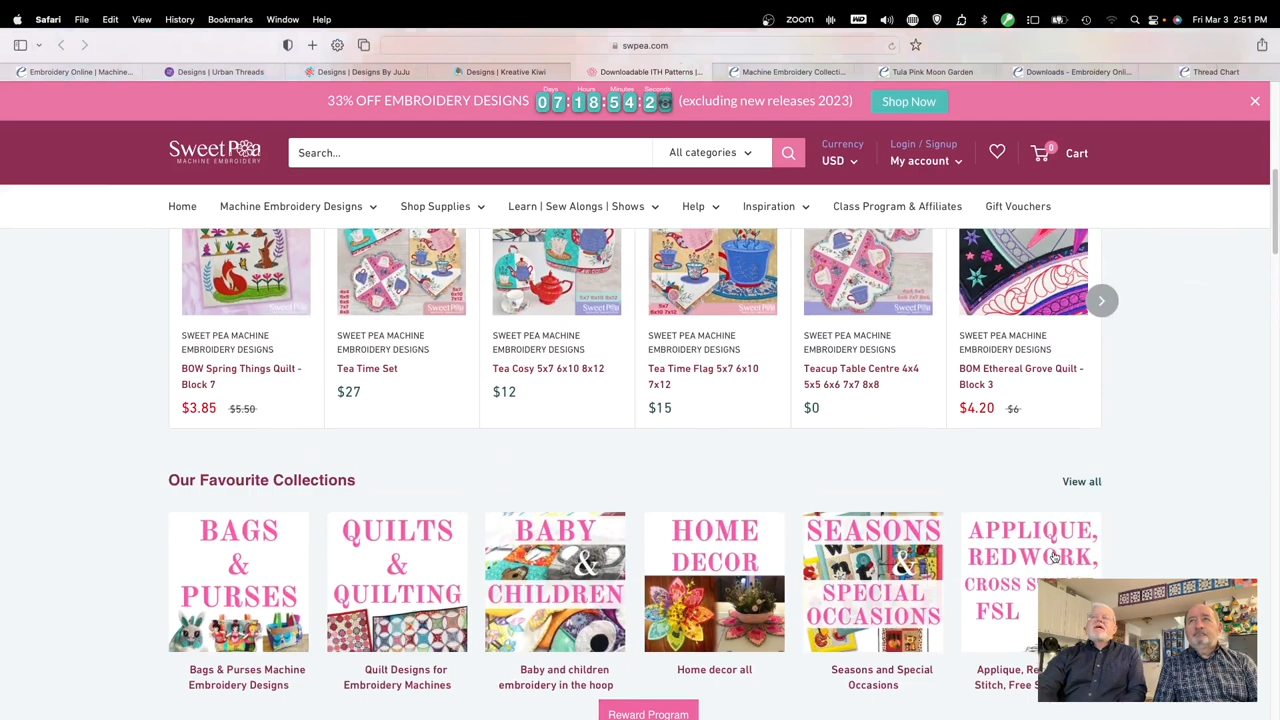 Safari File Edit View History Bookmarks Window Help zoom Fri Mar 3 2:51 PM
swpea.com
Embroidery Online | Machine... Designs | Urban Threads Designs | Designs By JuJu Designs | Kreative Kiwi Downloadable ITH Patterns |... Machine Embroidery Collecti... Tula Pink Moon Garden Downloads - Embroidery Onl... Thread Chart
Days Hours Minutes Seconds
33% OFF EMBROIDERY DESIGNS 07 18 54 2 (excluding new releases 2023) Shop Now
Sweet Pea
MACHINE EMBROIDERY
Search...
All categories
Currency
USD
Login / Signup
My account
0
Cart
Home Machine Embroidery Designs Shop Supplies Learn | Sew Alongs | Shows Help Inspiration Class Program & Affiliates Gift Vouchers
SWEET PEA MACHINE
EMBROIDERY DESIGNS
BOW Spring Things Quilt -
Block 7
$3.85 $5.50
SWEET PEA MACHINE
EMBROIDERY DESIGNS
Tea Time Set
$27
SWEET PEA MACHINE
EMBROIDERY DESIGNS
Tea Cosy 5x7 6x10 8x12
$12
SWEET PEA MACHINE
EMBROIDERY DESIGNS
Tea Time Flag 5x7 6x10
7x12
$15
SWEET PEA MACHINE
EMBROIDERY DESIGNS
Teacup Table Centre 4x4
5x5 6x6 7x7 8x8
$0
SWEET PEA MACHINE
EMBROIDERY DESIGNS
BOM Ethereal Grove Quilt -
Block 3
$4.20 $6
Our Favourite Collections
View all
BAGS
&
PURSES
QUILTS
&
QUILTING
BABY
&
CHILDREN
HOME
DECOR
SEASONS
&
SPECIAL
OCCASIONS
APPLIQUE,
REDWORK,
CROSS S
FSL
Bags & Purses Machine
Embroidery Designs
Quilt Designs for
Embroidery Machines
Baby and children
embroidery in the hoop
Home decor all
Seasons and Special
Occasions
Applique, Re
Stitch, Free S
Reward Program